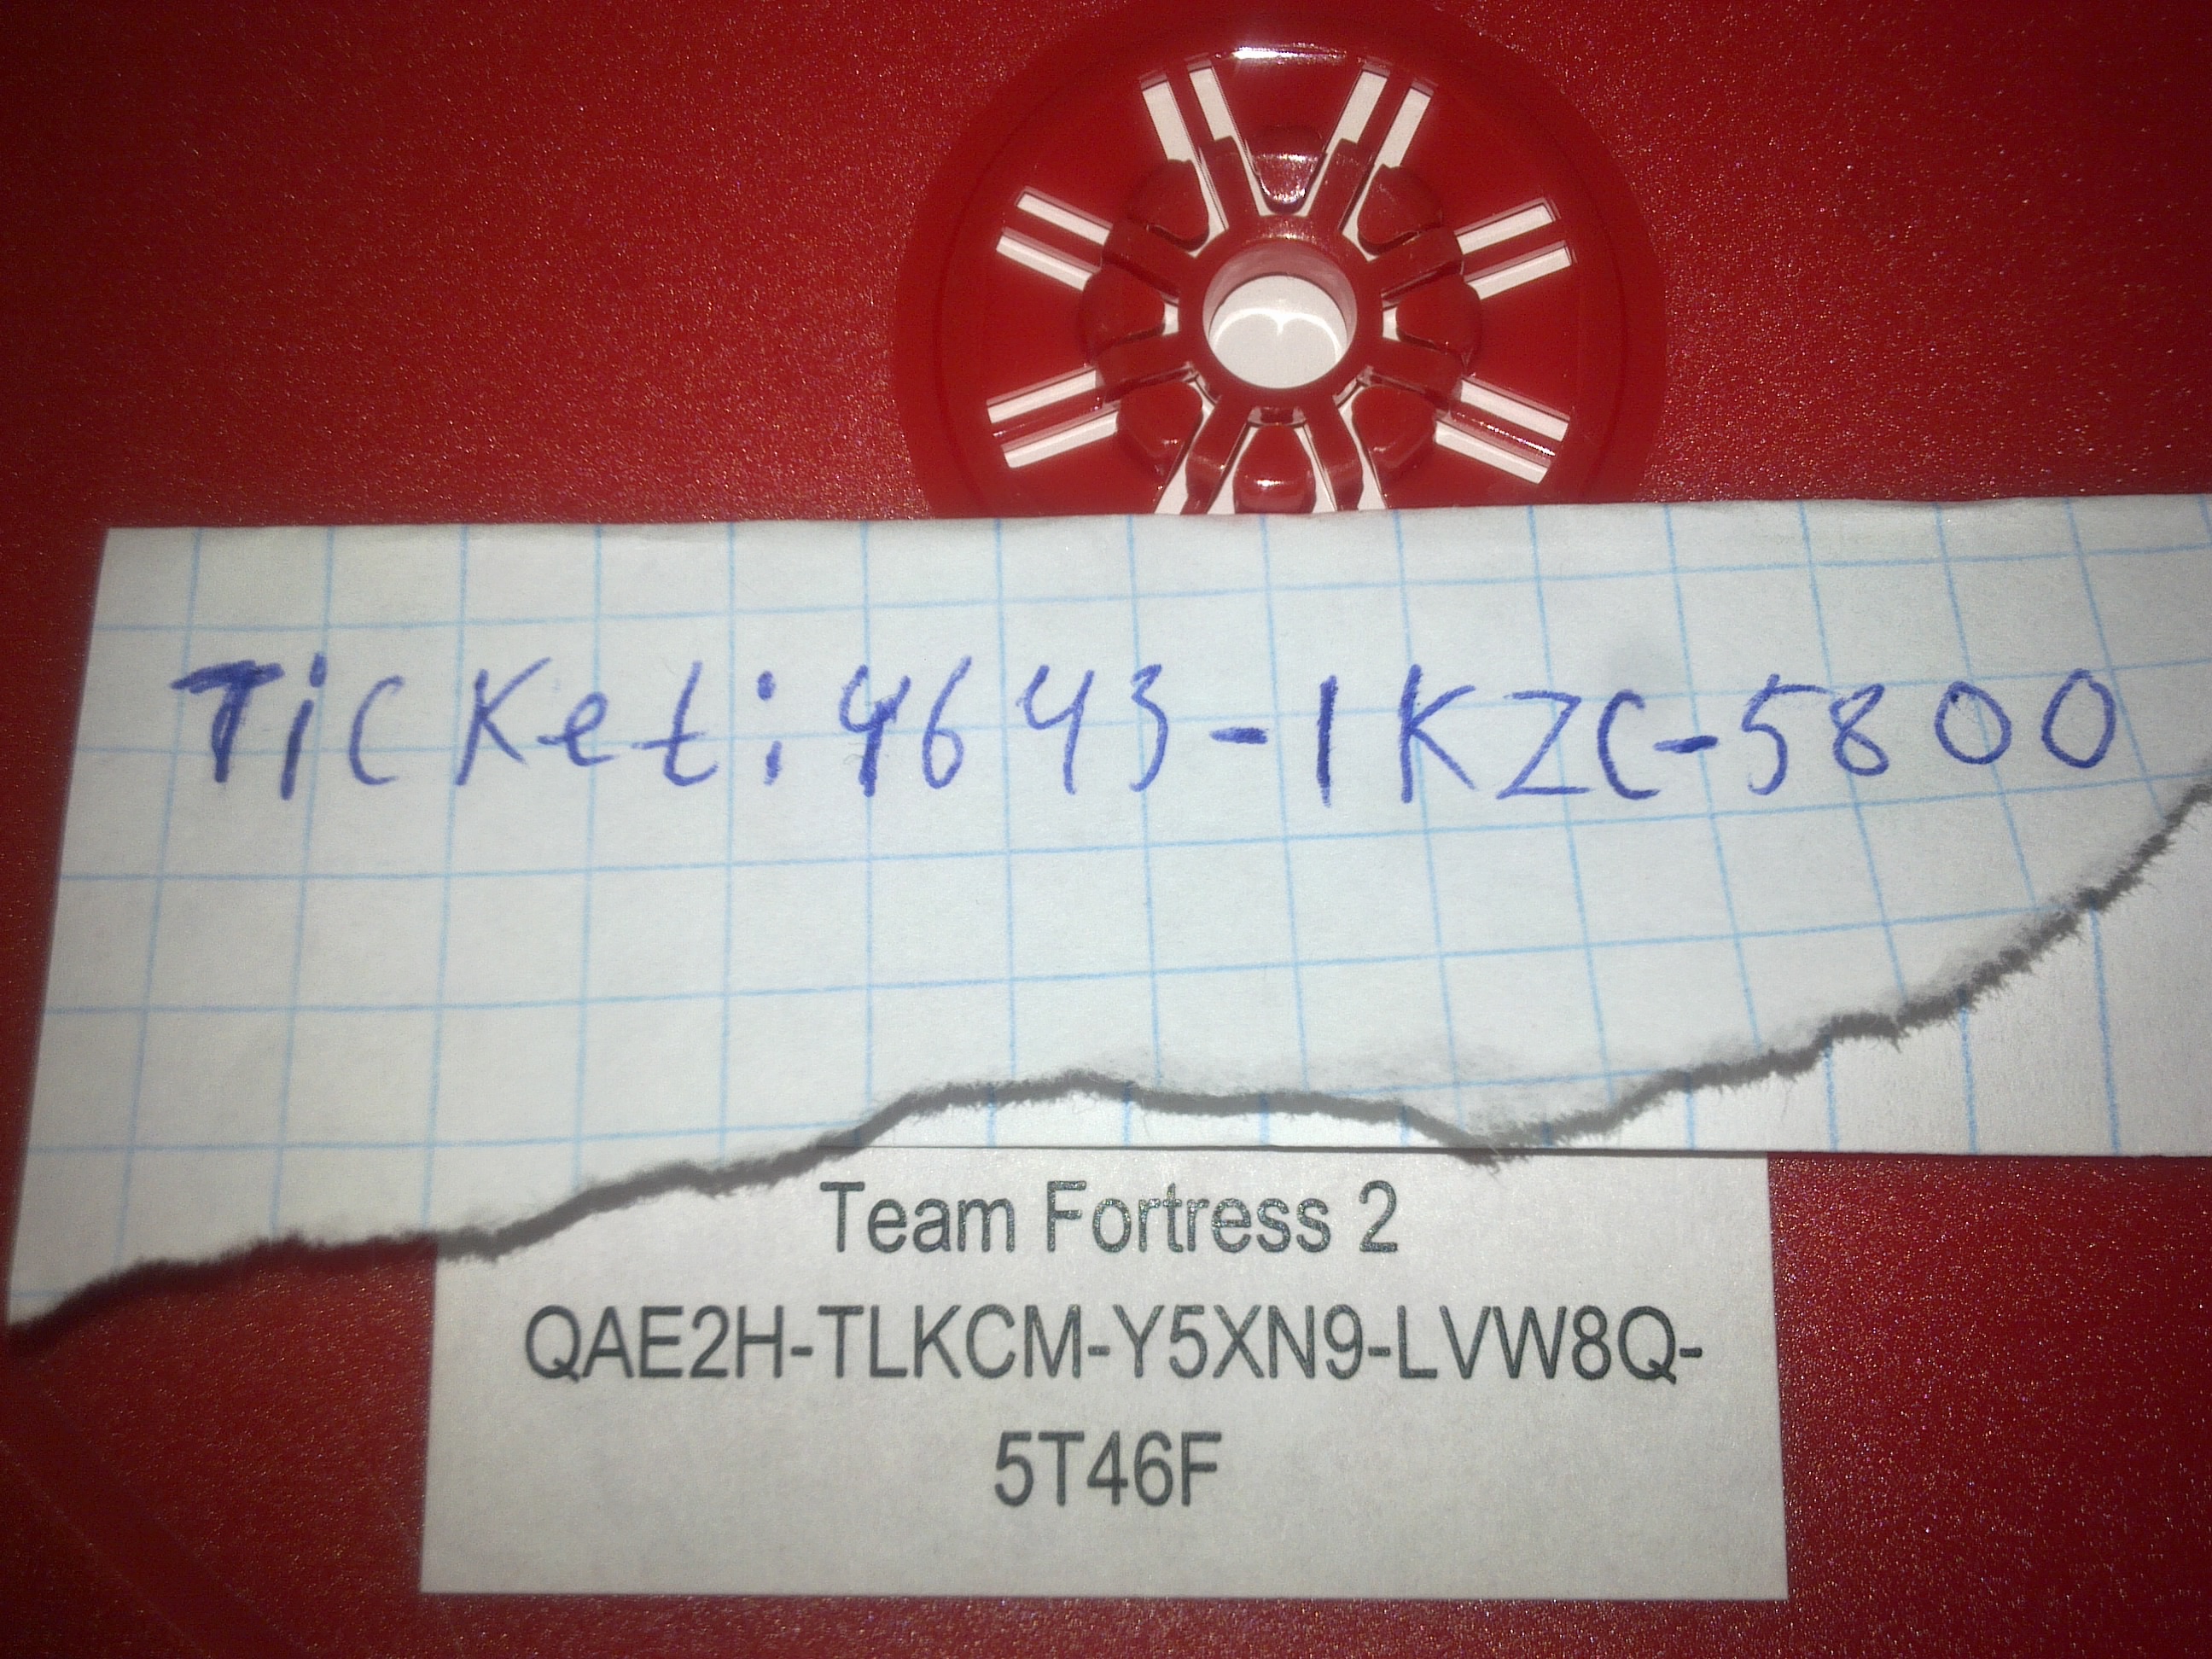 Ticket: 4643-1KZC-5800
Team Fortress 2
QAE2H-TLKCM-Y5XN9-LVW8Q-
5T46F